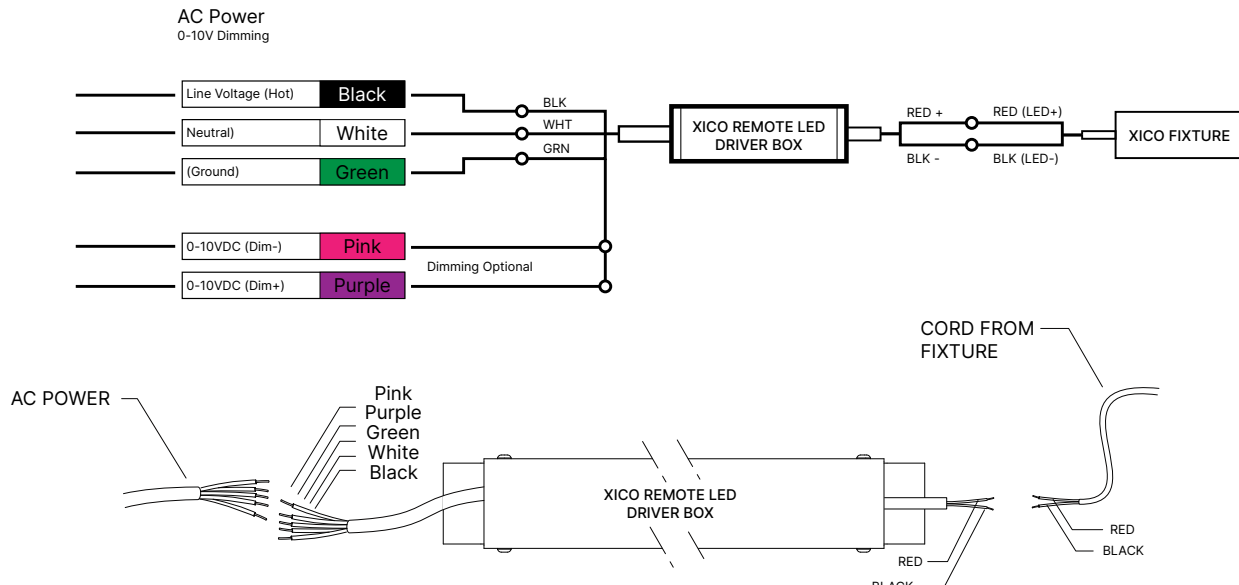 AC Power
0-10V Dimming
Line Voltage (Hot) Black
BLK
Neutral) White
WHT
(Ground) Green
GRN
0-10VDC (Dim-) Pink
Dimming Optional
0-10VDC (Dim+) Purple
XICO REMOTE LED
DRIVER BOX
RED +
BLK -
RED (LED+)
BLK (LED-)
XICO FIXTURE
CORD FROM
FIXTURE
AC POWER
Pink
Purple
Green
White
Black
XICO REMOTE LED
DRIVER BOX
RED
BLACK
RED
BLACK